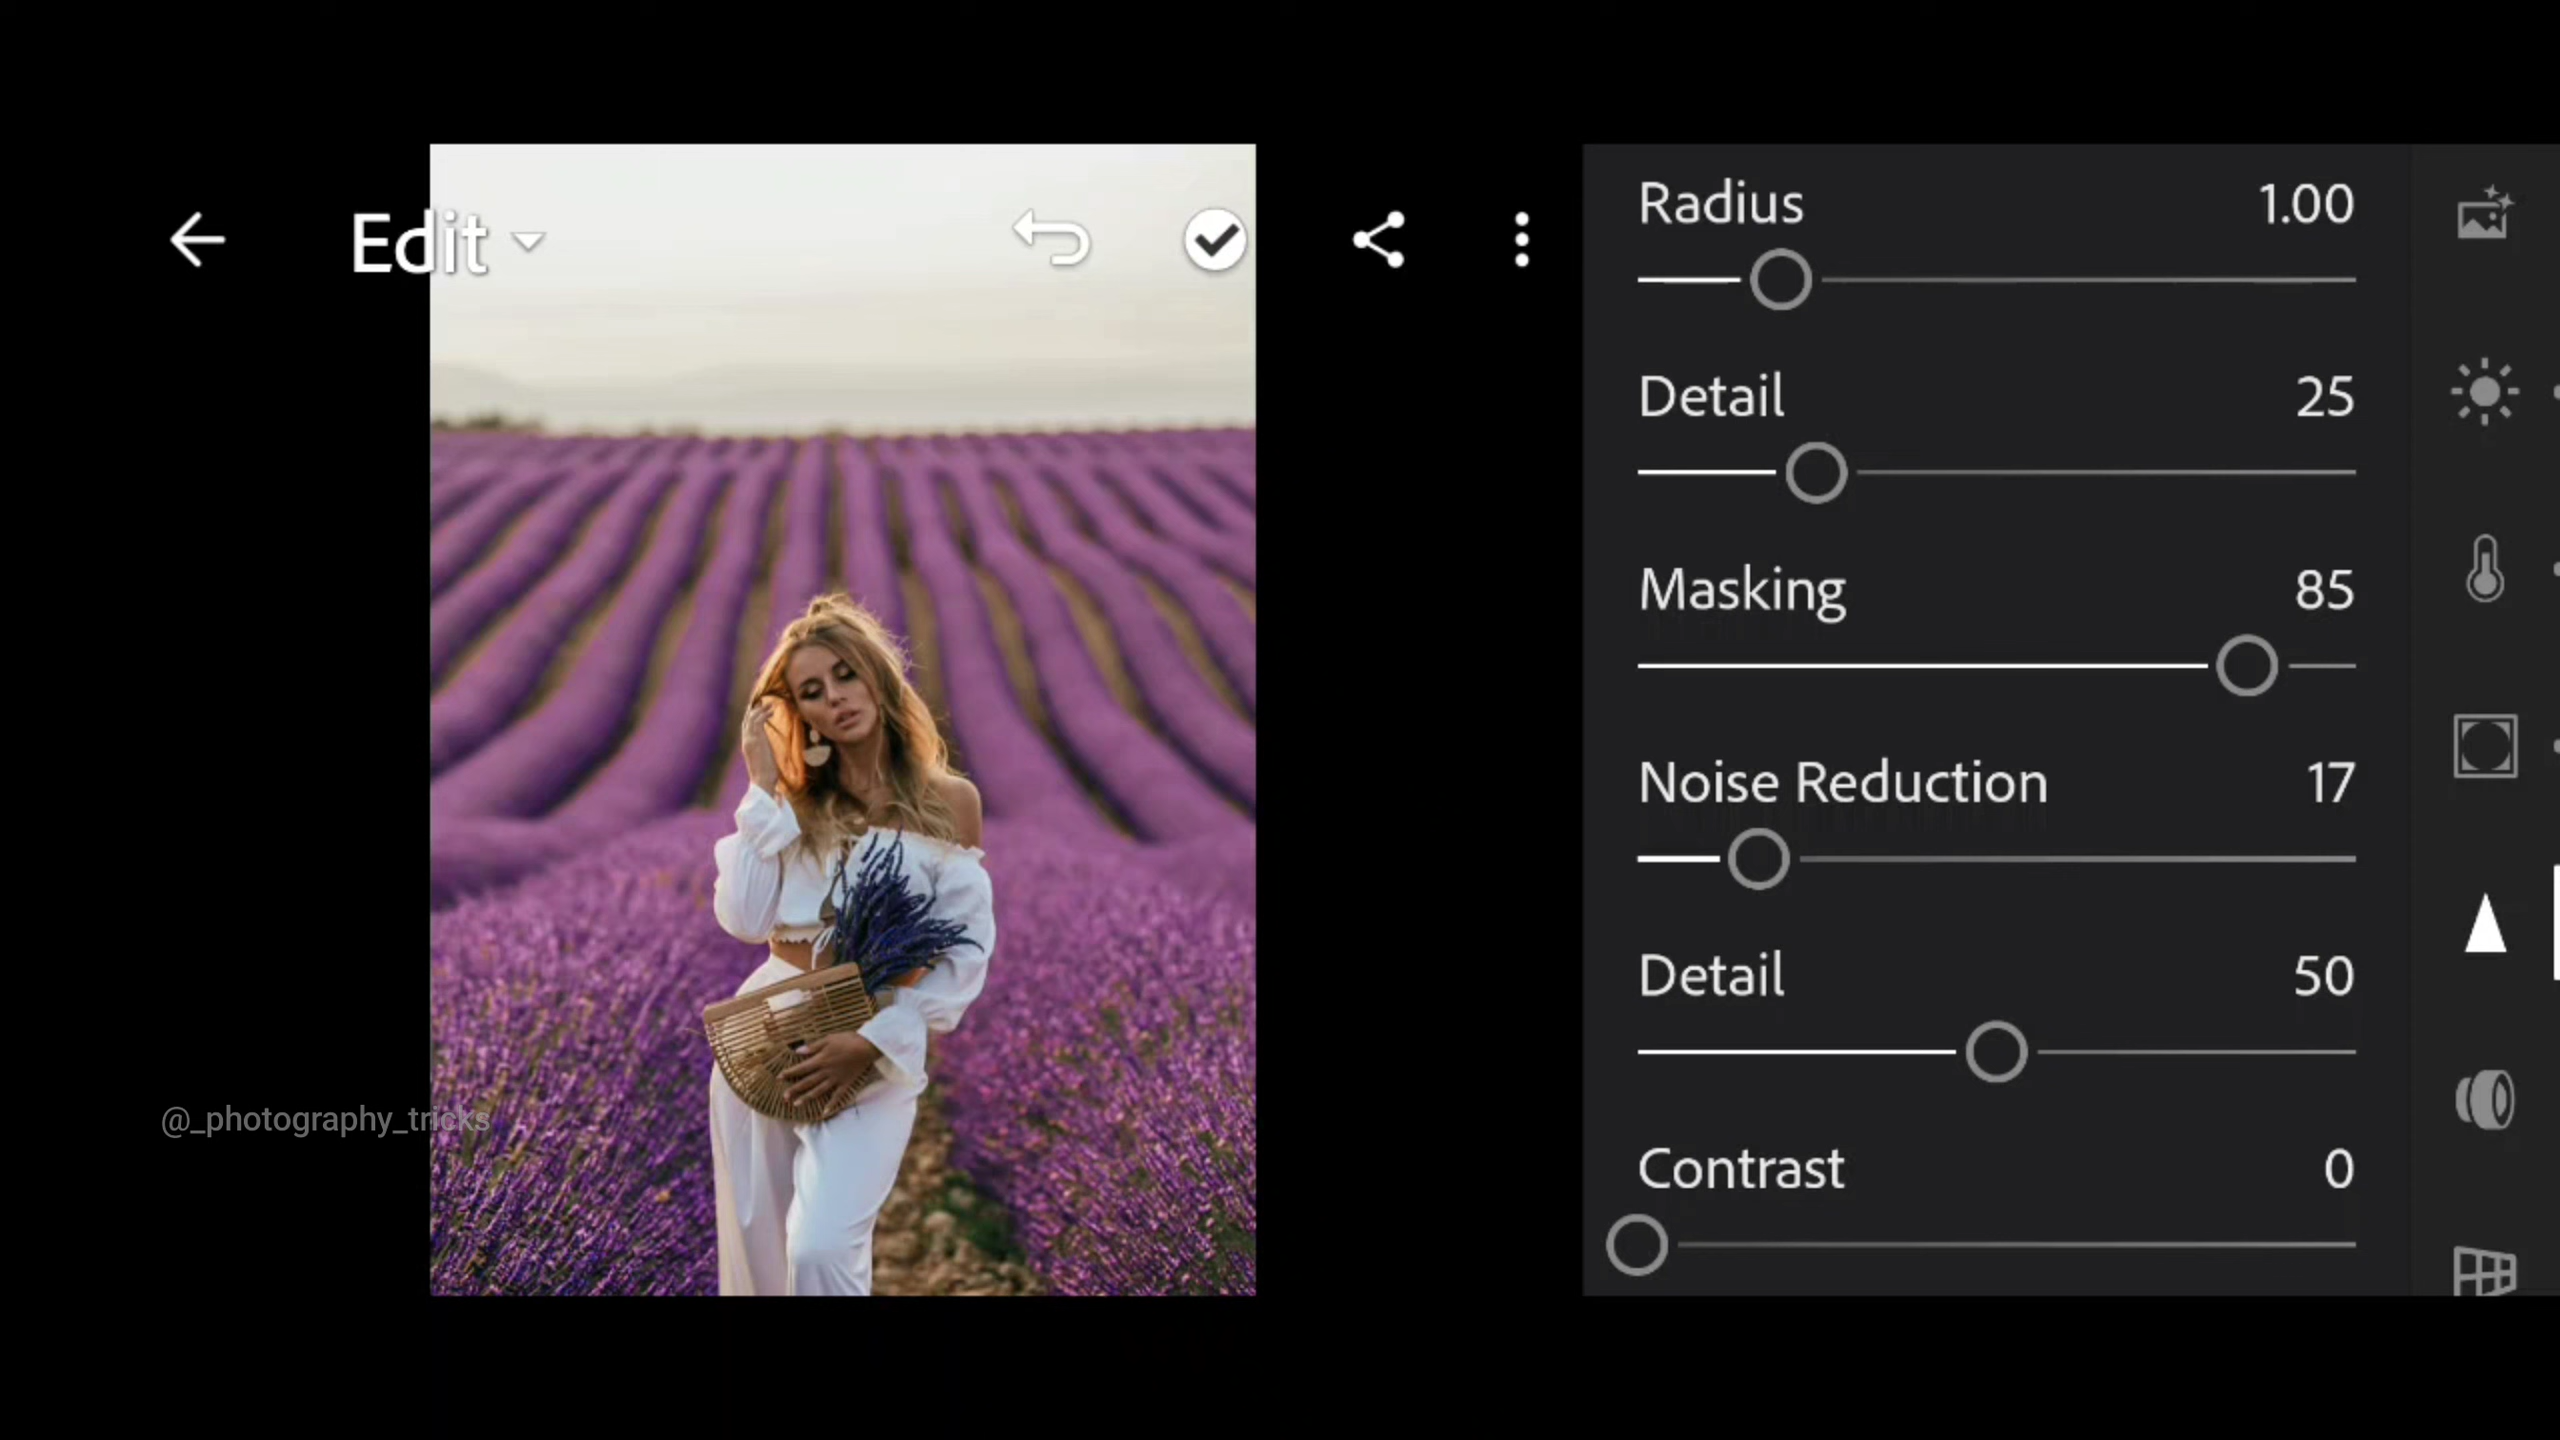 Edit
Radius 1.00
Detail 25
Masking 85
Noise Reduction 17
Detail 50
Contrast 0
@_photography_tricks